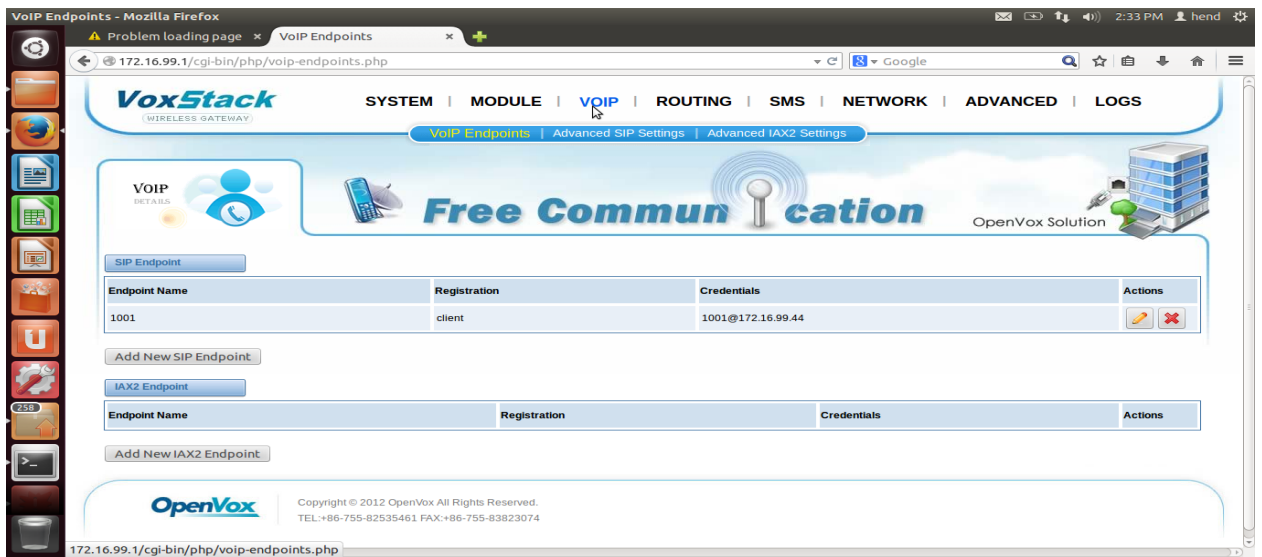 VoIP Endpoints - Mozilla Firefox
2:33 PM hend
Problem loading page × VoIP Endpoints ×
172.16.99.1/cgi-bin/php/voip-endpoints.php
Google
VoxStack
WIRELESS GATEWAY
SYSTEM | MODULE | VOIP | ROUTING | SMS | NETWORK | ADVANCED | LOGS
VoIP Endpoints | Advanced SIP Settings | Advanced IAX2 Settings
VOIP
DETAILS
Free Communication
OpenVox Solution
SIP Endpoint
Endpoint Name Registration Credentials Actions
1001 client 1001@172.16.99.44
Add New SIP Endpoint
IAX2 Endpoint
Endpoint Name Registration Credentials Actions
Add New IAX2 Endpoint
258
OpenVox
Copyright © 2012 OpenVox All Rights Reserved.
TEL:+86-755-82535461 FAX:+86-755-83823074
172.16.99.1/cgi-bin/php/voip-endpoints.php